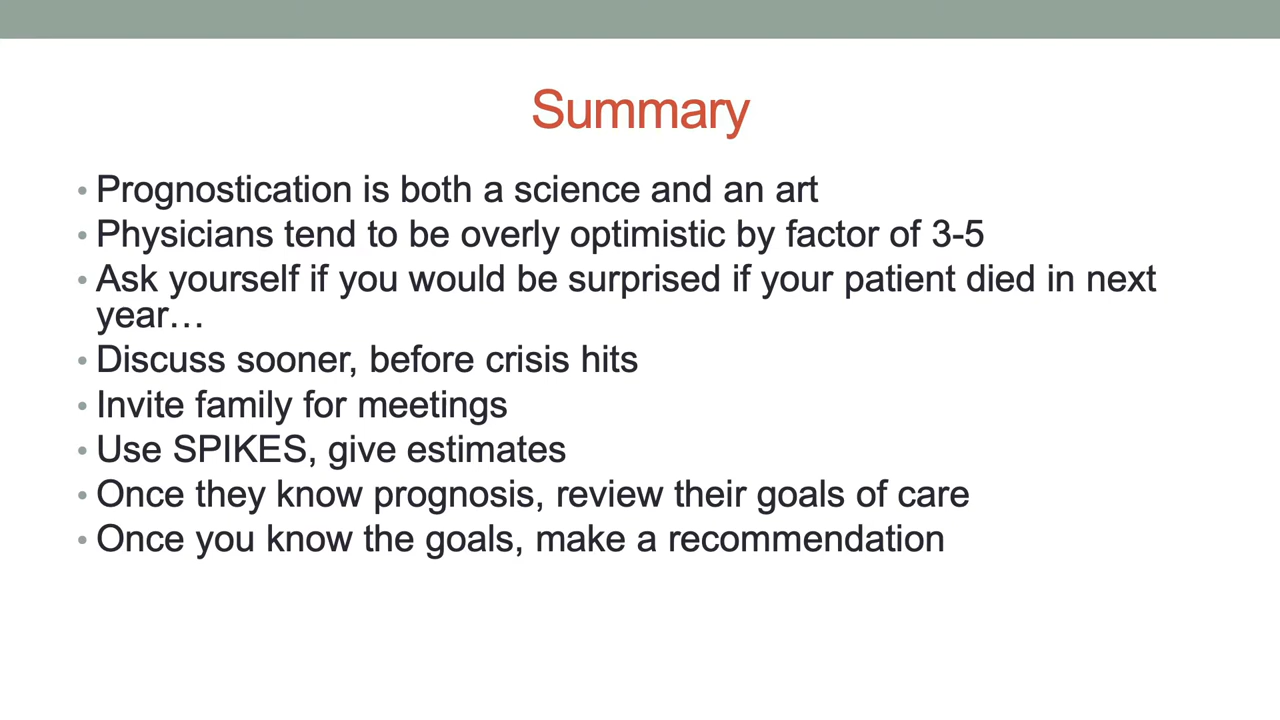 Summary
• Prognostication is both a science and an art
• Physicians tend to be overly optimistic by factor of 3-5
• Ask yourself if you would be surprised if your patient died in next
year…
• Discuss sooner, before crisis hits
• Invite family for meetings
• Use SPIKES, give estimates
• Once they know prognosis, review their goals of care
• Once you know the goals, make a recommendation